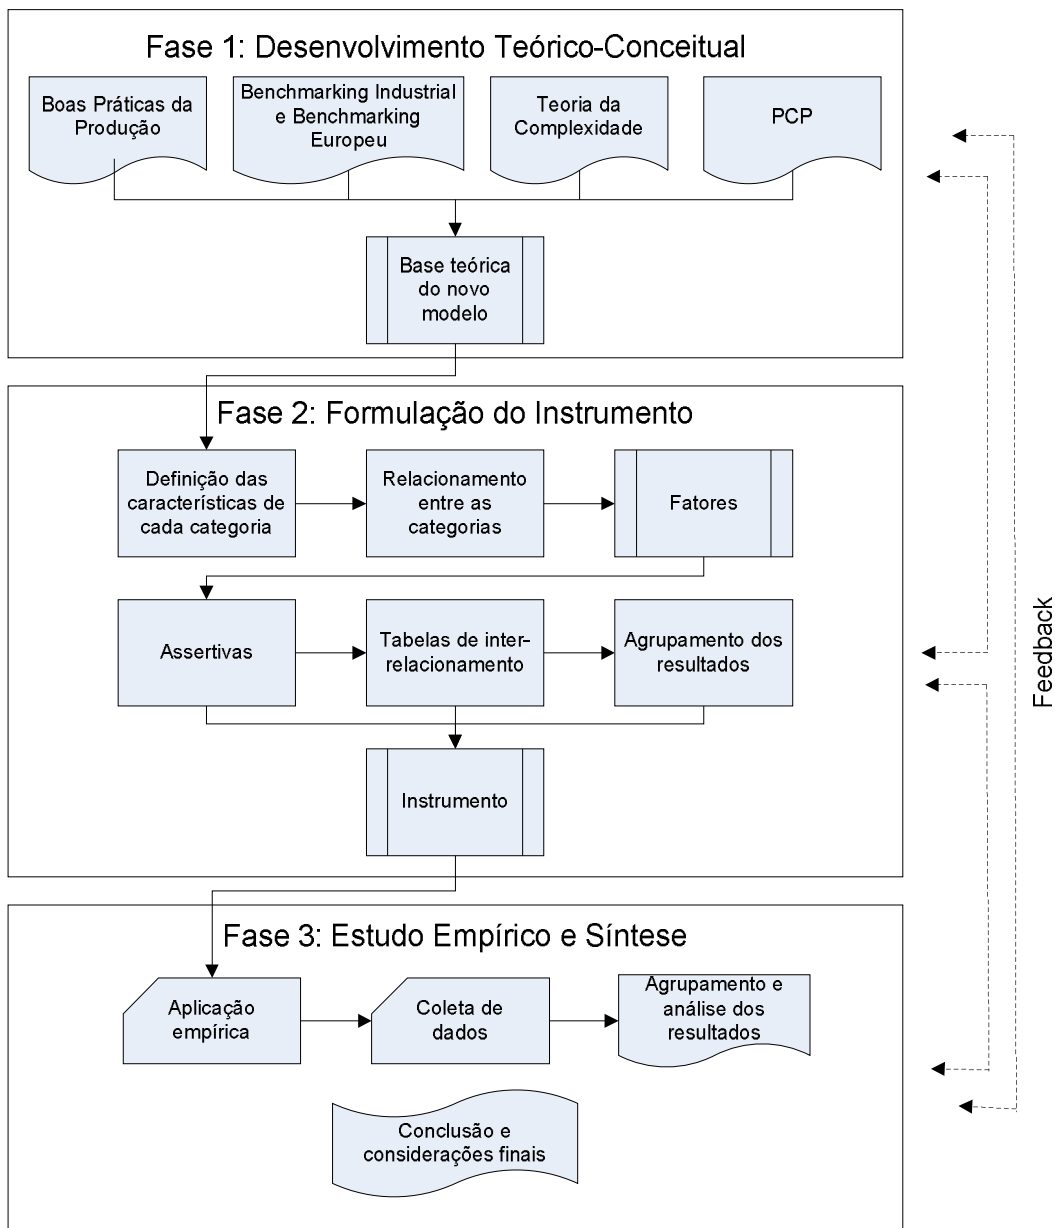 Fase 1: Desenvolvimento Teórico-Conceitual
Boas Práticas da
Produção
Benchmarking Industrial
e Benchmarking
Europeu
Teoria da
Complexidade
PCP
Base teórica
do novo
modelo
Fase 2: Formulação do Instrumento
Definição das
características de
cada categoria
Relacionamento
entre as
categorias
Fatores
Assertivas
Tabelas de inter-
relacionamento
Agrupamento dos
resultados
Instrumento
Fase 3: Estudo Empírico e Síntese
Aplicação
empírica
Coleta de
dados
Agrupamento e
análise dos
resultados
Conclusão e
considerações finais
Feedback